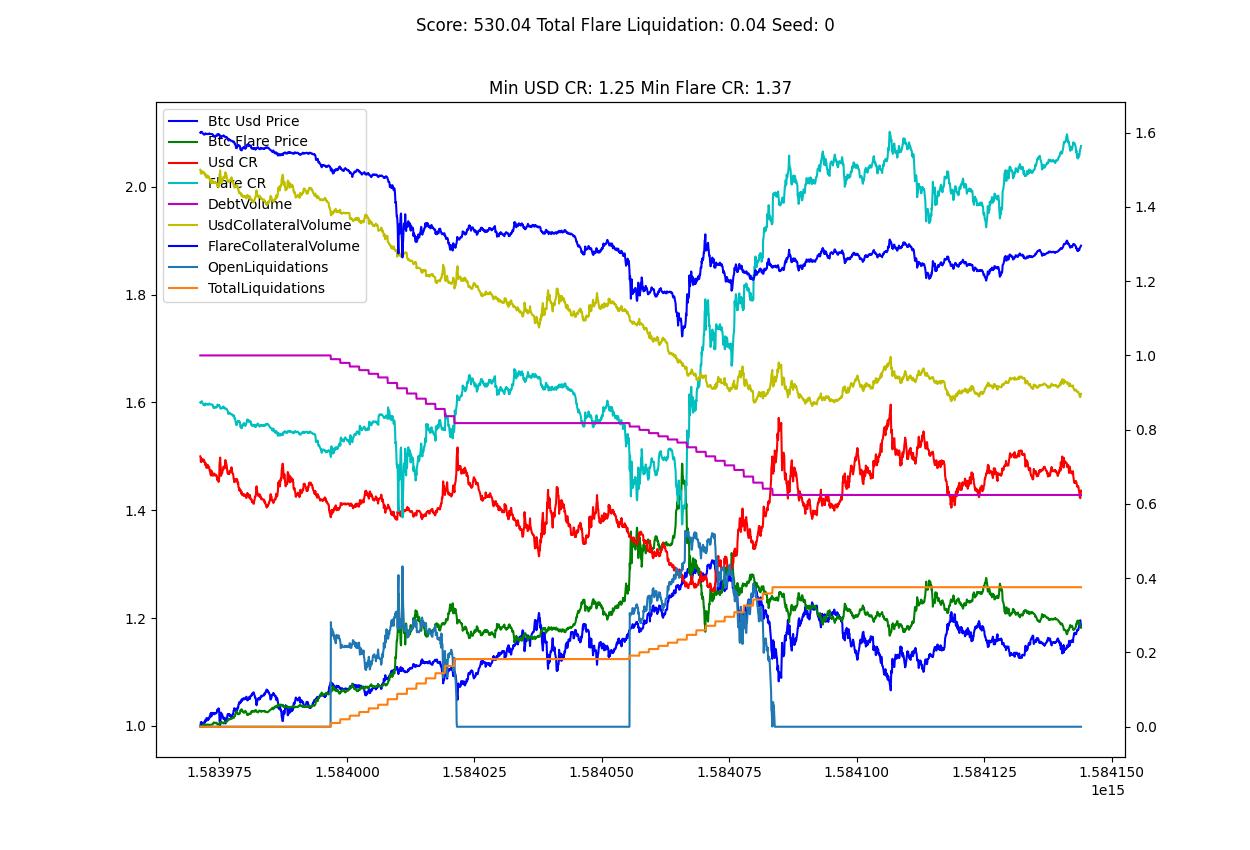 Score: 530.04 Total Flare Liquidation: 0.04 Seed: 0
Min USD CR: 1.25 Min Flare CR: 1.37
Btc Usd Price
Btc Flare Price
Usd CR
Flare CR
DebtVolume
UsdCollateralVolume
FlareCollateralVolume
OpenLiquidations
TotalLiquidations
2.0
1.8
1.6
1.4
1.2
1.0
1.6
1.4
1.2
1.0
0.8
0.6
0.4
0.2
0.0
1.583975 1.584000 1.584025 1.584050 1.584075 1.584100 1.584125 1.584150
1e15